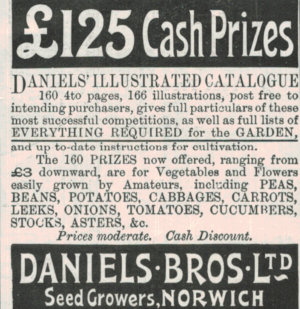 £125 Cash Prizes
DANIELS' ILLUSTRATED CATALOGUE
160 4to pages, 166 illustrations, post free to
intending purchasers, gives full particulars of these
most successful competitions, as well as full lists of
EVERYTHING REQUIRED for the GARDEN,
and up-to-date instructions for cultivation.
The 160 PRIZES now offered, ranging from
£3 downward, are for Vegetables and Flowers
easily grown by Amateurs, including PEAS,
BEANS, POTATOES, CABBAGES, CARROTS,
LEEKS, ONIONS, TOMATOES, CUCUMBERS,
STOCKS, ASTERS, &c.
Prices moderate. Cash Discount.
DANIELS·BROS·LTD
Seed Growers, NORWICH